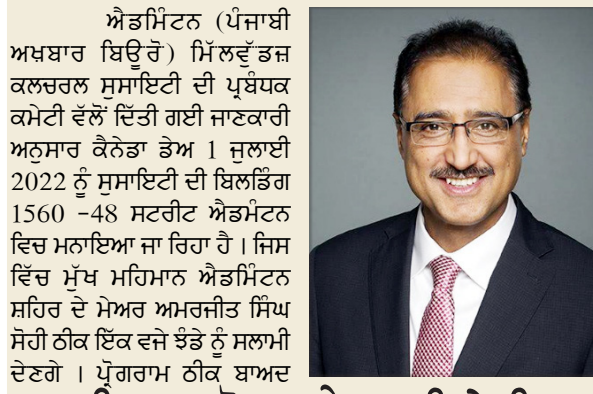 ਐਡਮਿੰਟਨ (ਪੰਜਾਬੀ
ਅਖ਼ਬਾਰ ਬਿਊਰੋ) ਮਿੱਲਵੁੱਡਜ਼
ਕਲਚਰਲ ਸੁਸਾਇਟੀ ਦੀ ਪ੍ਰਬੰਧਕ
ਕਮੇਟੀ ਵੱਲੋਂ ਦਿੱਤੀ ਗਈ ਜਾਣਕਾਰੀ
ਅਨੁਸਾਰ ਕੈਨੇਡਾ ਡੇਅ 1 ਜੁਲਾਈ
2022 ਨੂੰ ਸੁਸਾਇਟੀ ਦੀ ਬਿਲਡਿੰਗ
1560 -48 ਸਟਰੀਟ ਐਡਮੰਟਨ
ਵਿਚ ਮਨਾਇਆ ਜਾ ਰਿਹਾ ਹੈ । ਜਿਸ
ਵਿੱਚ ਮੁੱਖ ਮਹਿਮਾਨ ਐਡਮਿੰਟਨ
ਸ਼ਹਿਰ ਦੇ ਮੇਅਰ ਅਮਰਜੀਤ ਸਿੰਘ
ਸੋਹੀ ਠੀਕ ਇੱਕ ਵਜੇ ਝੰਡੇ ਨੂੰ ਸਲਾਮੀ
ਦੇਣਗੇ । ਪ੍ਰੋਗਰਾਮ ਠੀਕ ਬਾਅਦ